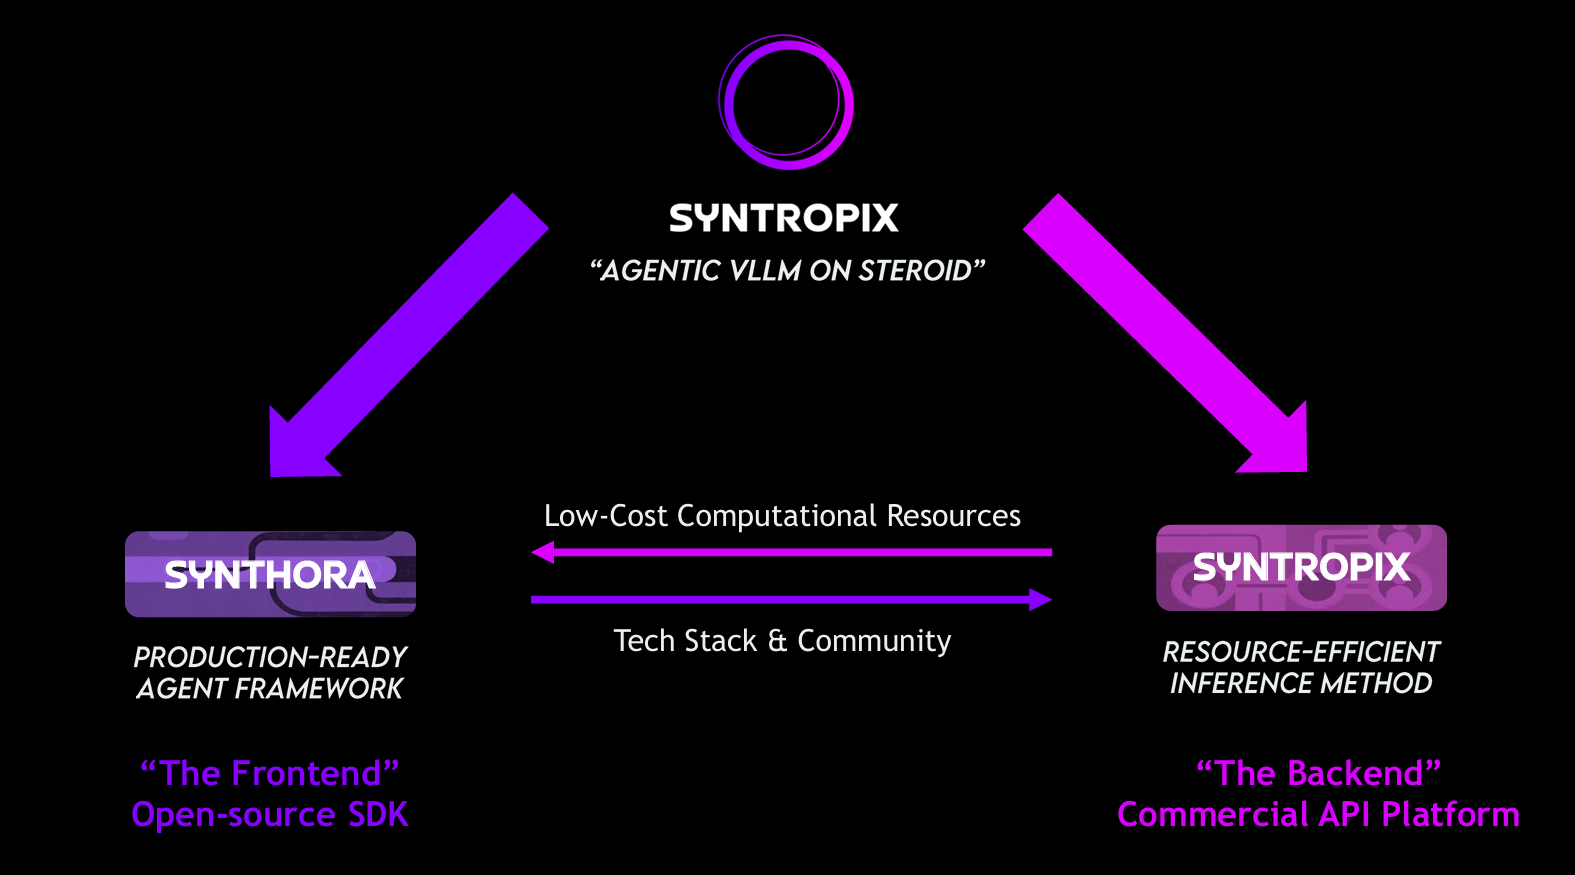 SYNTROPIX
“AGENTIC VLLM ON STEROID”
Low-Cost Computational Resources
Tech Stack & Community
SYNTHORA
PRODUCTION-READY
AGENT FRAMEWORK
“The Frontend”
Open-source SDK
SYNTROPIX
RESOURCE-EFFICIENT
INFERENCE METHOD
“The Backend”
Commercial API Platform